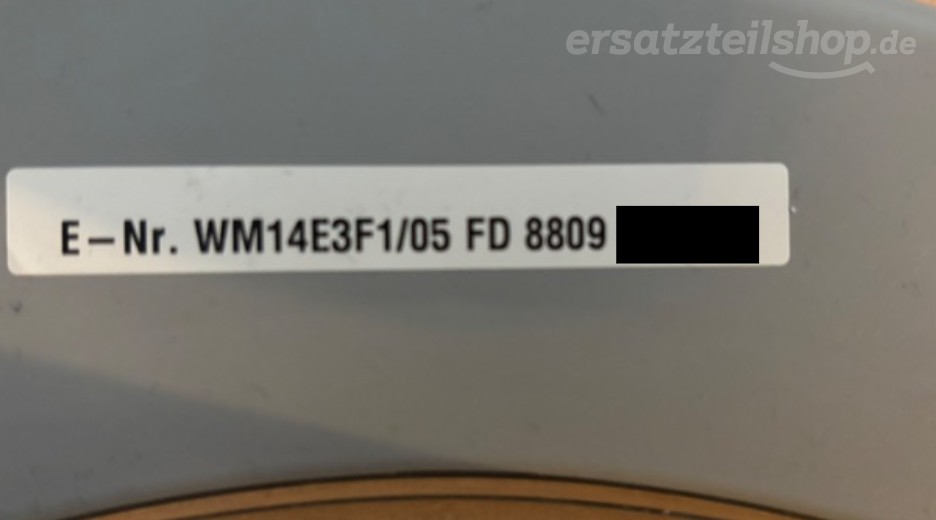 ersatzteilshop.de
E-Nr. WM14E3F1/05 FD 8809